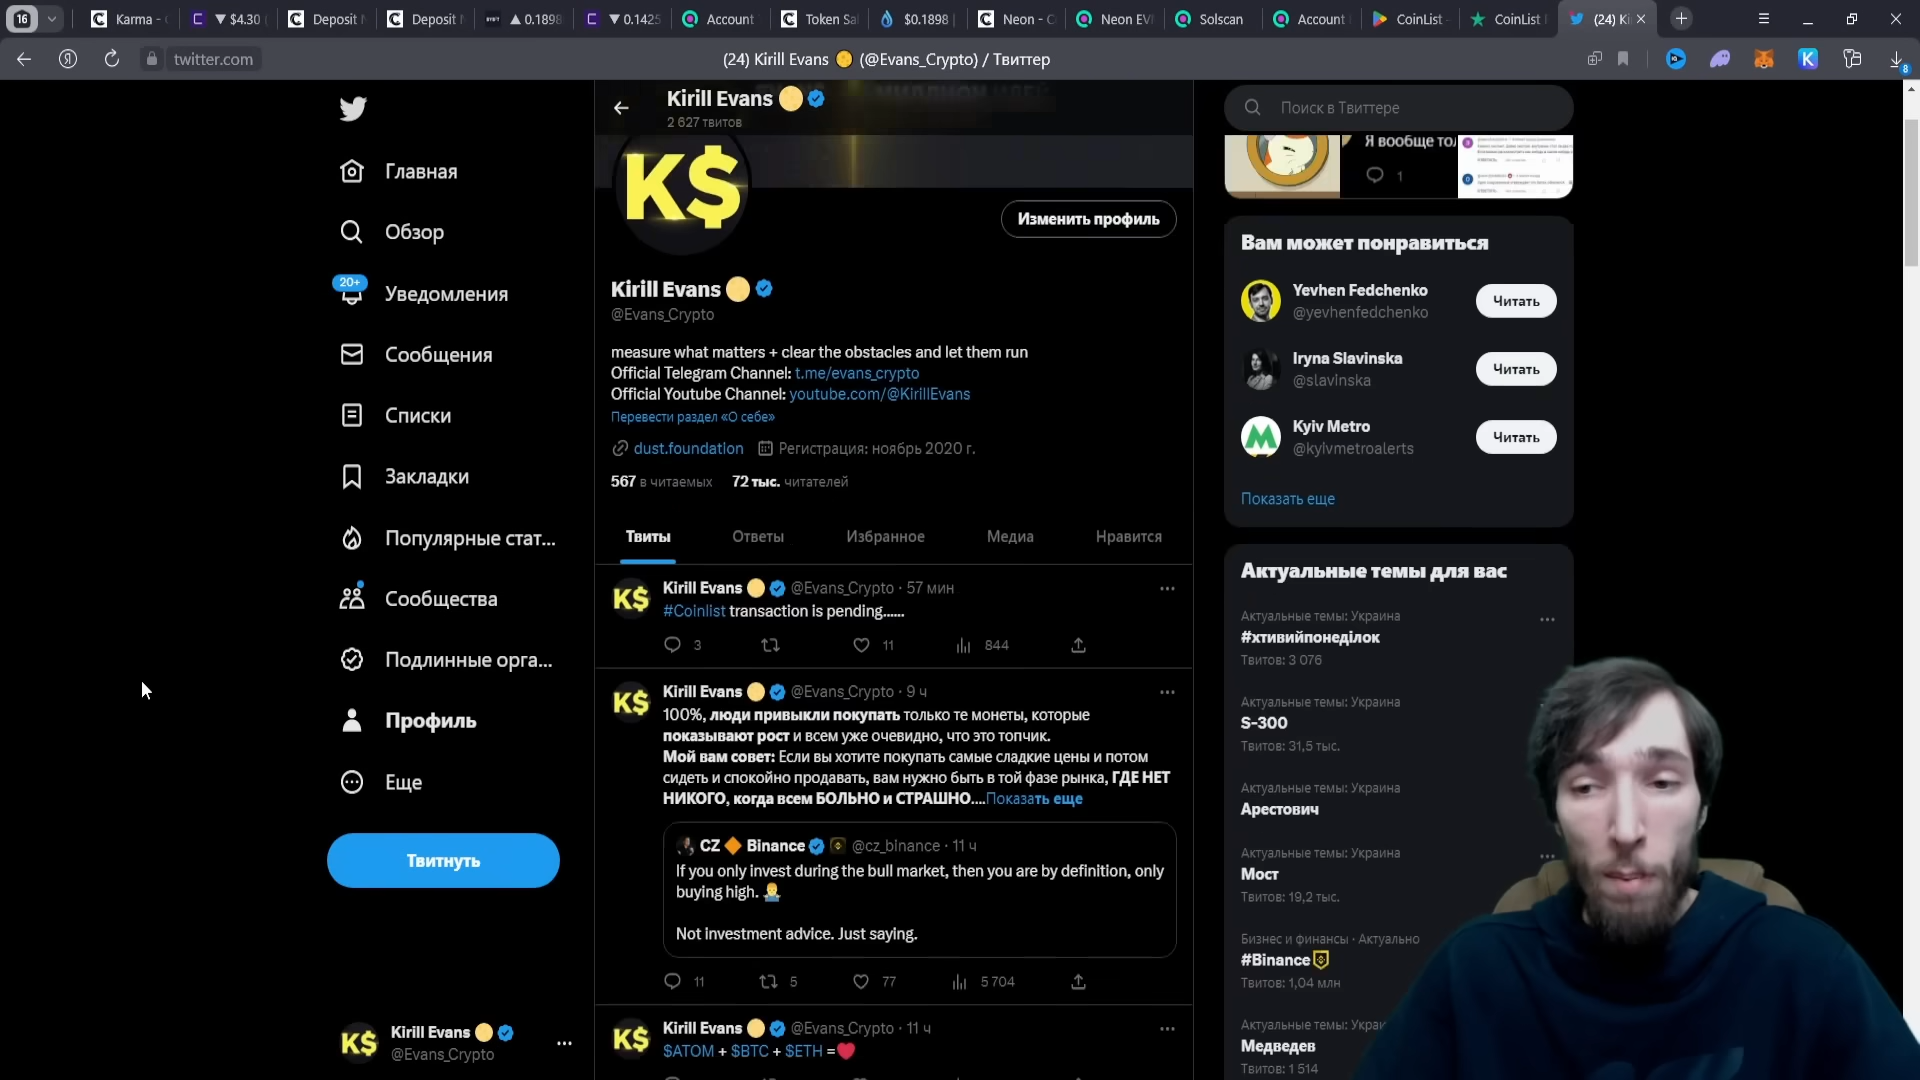 16
Karma -
▼ $4.30
Deposit
Deposit
▲ 0.1898
▼ 0.1425
Account
Token Sal
$0.1898
Neon - C
Neon EV
Solscan
Account
CoinList
CoinList
(24) Ki
twitter.com
(24) Kirill Evans 🟡 (@Evans_Crypto) / Твиттер
8
Главная
Обзор
20+
Уведомления
Сообщения
Списки
Закладки
Популярные стат...
Сообщества
Подлинные орга...
Профиль
Еще
Твитнуть
K$
Kirill Evans
@Evans_Crypto
Kirill Evans
2 627 твитов
K$
Изменить профиль
Kirill Evans
@Evans_Crypto
measure what matters + clear the obstacles and let them run
Official Telegram Channel: t.me/evans_crypto
Official Youtube Channel: youtube.com/@KirillEvans
Перевести раздел «О себе»
dust.foundation Регистрация: ноябрь 2020 г.
567 в читаемых 72 тыс. читателей
Твиты
Ответы
Избранное
Медиа
Нравится
K$
Kirill Evans @Evans_Crypto · 57 мин
#Coinlist transaction is pending......
3
11
844
K$
Kirill Evans @Evans_Crypto · 9 ч
100%, люди привыкли покупать только те монеты, которые
показывают рост и всем уже очевидно, что это топчик.
Мой вам совет: Если вы хотите покупать самые сладкие цены и потом
сидеть и спокойно продавать, вам нужно быть в той фазе рынка, ГДЕ НЕТ
НИКОГО, когда всем БОЛЬНО и СТРАШНО....Показать еще
CZ 🔶 Binance @cz_binance · 11 ч
If you only invest during the bull market, then you are by definition, only
buying high.
Not investment advice. Just saying.
11
5
77
5 704
K$
Kirill Evans @Evans_Crypto · 11 ч
$ATOM + $BTC + $ETH =❤️
Поиск в Твиттере
Я вообще тол
1
Вам может понравиться
Yevhen Fedchenko
@yevhenfedchenko
Читать
Iryna Slavinska
@slavinska
Читать
Kyiv Metro
@kyivmetroalerts
Читать
Показать еще
Актуальные темы для вас
Актуальные темы: Украина
#хтивийпонеділок
Твитов: 3 076
Актуальные темы: Украина
S-300
Твитов: 31,5 тыс.
Актуальные темы: Украина
Арестович
Актуальные темы: Украина
Мост
Твитов: 19,2 тыс.
Бизнес и финансы · Актуально
#Binance
Твитов: 1,04 млн
Актуальные темы: Украи
Медведев
Твитов: 1 514